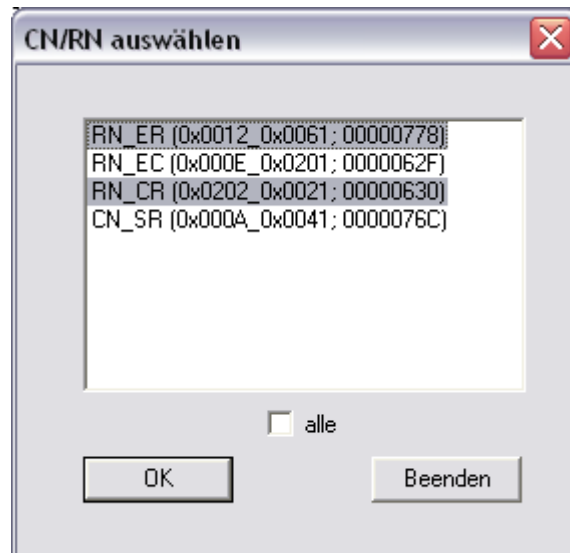 CN/RN auswählen
RN_ER (0x0012_0x0061; 00000778)
RN_EC (0x000E_0x0201; 0000062F)
RN_CR (0x0202_0x0021; 00000630)
CN_SR (0x000A_0x0041; 0000076C)
alle
OK
Beenden